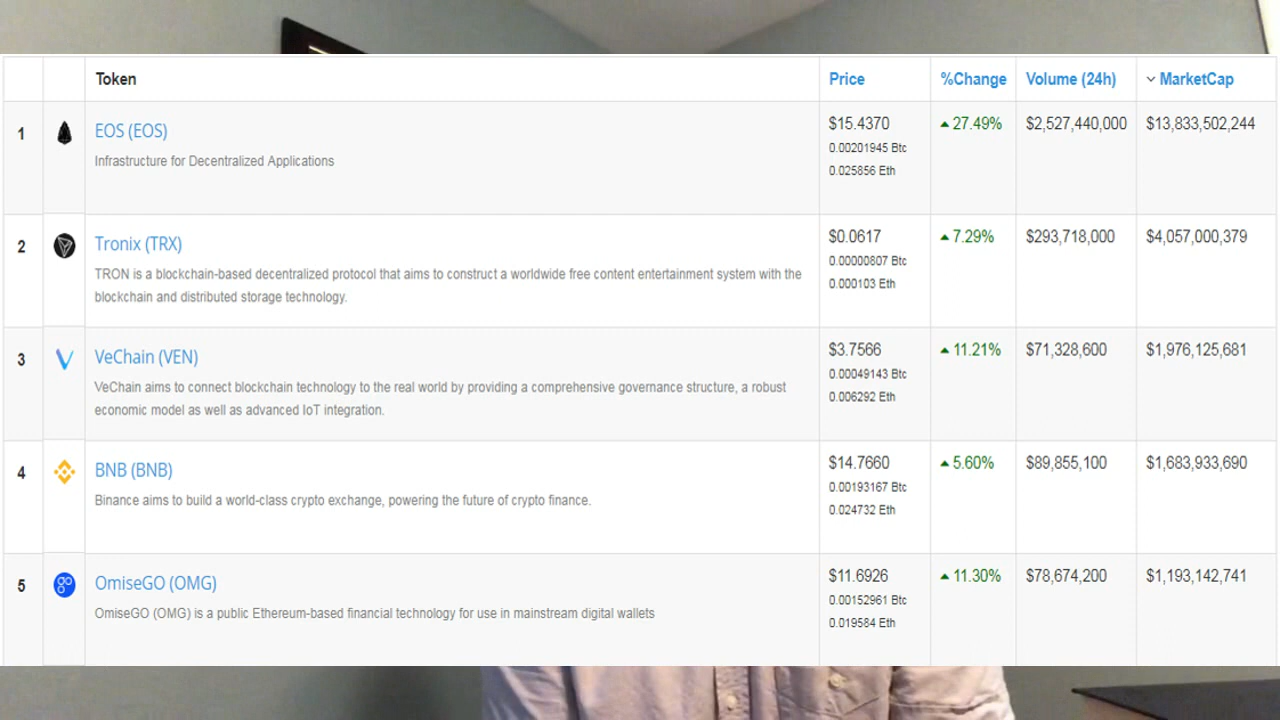 Token Price %Change Volume (24h) MarketCap
1 EOS (EOS) $15.4370 27.49% $2,527,440,000 $13,833,502,244
0.00201945 Btc
Infrastructure for Decentralized Applications
0.025856 Eth
2 Tronix (TRX) $0.0617 7.29% $293,718,000 $4,057,000,379
0.00000807 Btc
TRON is a blockchain-based decentralized protocol that aims to construct a worldwide free content entertainment system with the
0.000103 Eth
blockchain and distributed storage technology.
3 VeChain (VEN) $3.7566 11.21% $71,328,600 $1,976,125,681
0.00049143 Btc
VeChain aims to connect blockchain technology to the real world by providing a comprehensive governance structure, a robust
0.006292 Eth
economic model as well as advanced IoT integration.
4 BNB (BNB) $14.7660 5.60% $89,855,100 $1,683,933,690
0.00193167 Btc
Binance aims to build a world-class crypto exchange, powering the future of crypto finance.
0.024732 Eth
5 OmiseGO (OMG) $11.6926 11.30% $78,674,200 $1,193,142,741
go
0.00152961 Btc
OmiseGO (OMG) is a public Ethereum-based financial technology for use in mainstream digital wallets
0.019584 Eth